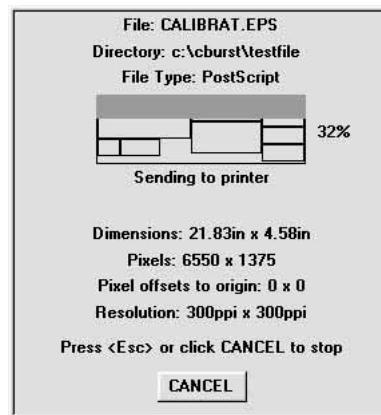 File: CALIBRAT.EPS
Directory: c:\cburst\testfile
File Type: PostScript
32%
Sending to printer
Dimensions: 21.83in x 4.58in
Pixels: 6550 x 1375
Pixel offsets to origin: 0 x 0
Resolution: 300ppi x 300ppi
Press <Esc> or click CANCEL to stop
CANCEL